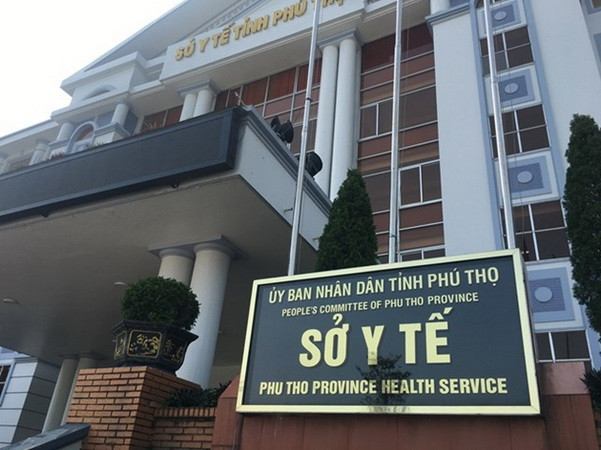 SỞ Y TẾ TỈNH PHÚ THỌ
ỦY BAN NHÂN DÂN TỈNH PHÚ THỌ
PEOPLE'S COMMITTEE OF PHU THO PROVINCE
SỞ Y TẾ
PHU THO PROVINCE HEALTH SERVICE